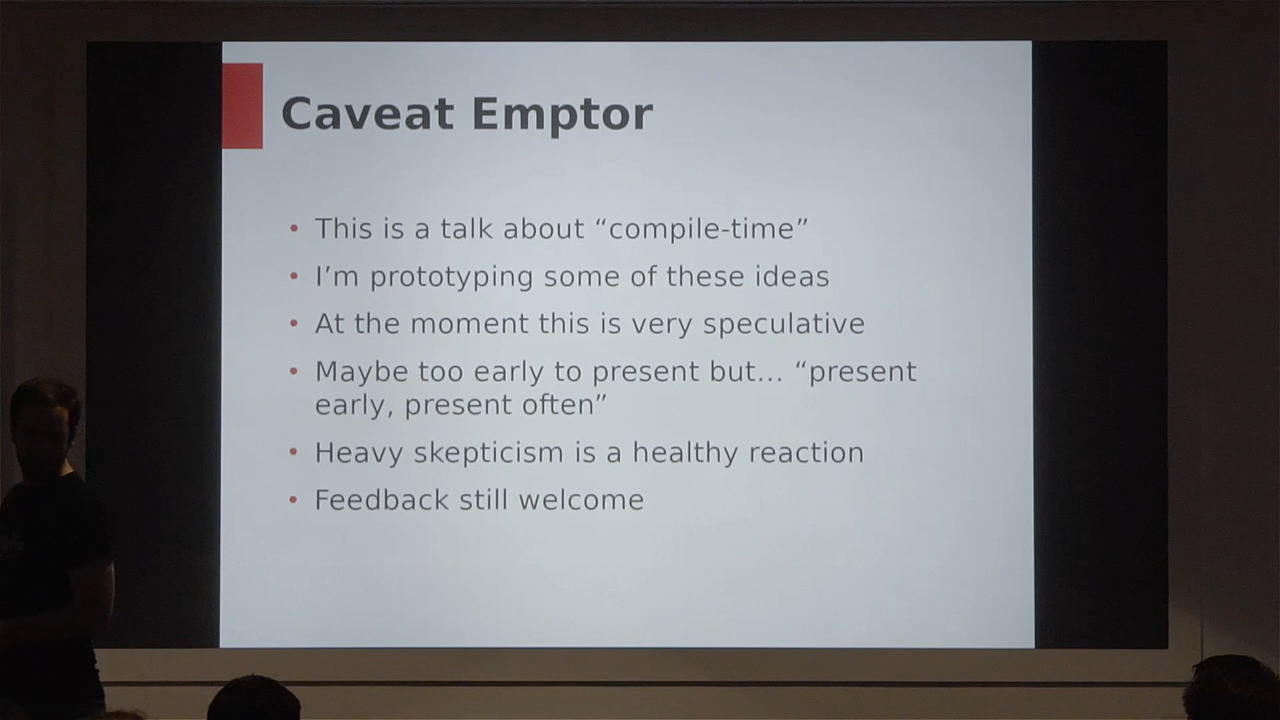 Caveat Emptor
• This is a talk about “compile-time”
• I’m prototyping some of these ideas
• At the moment this is very speculative
• Maybe too early to present but… “present
early, present often”
• Heavy skepticism is a healthy reaction
• Feedback still welcome